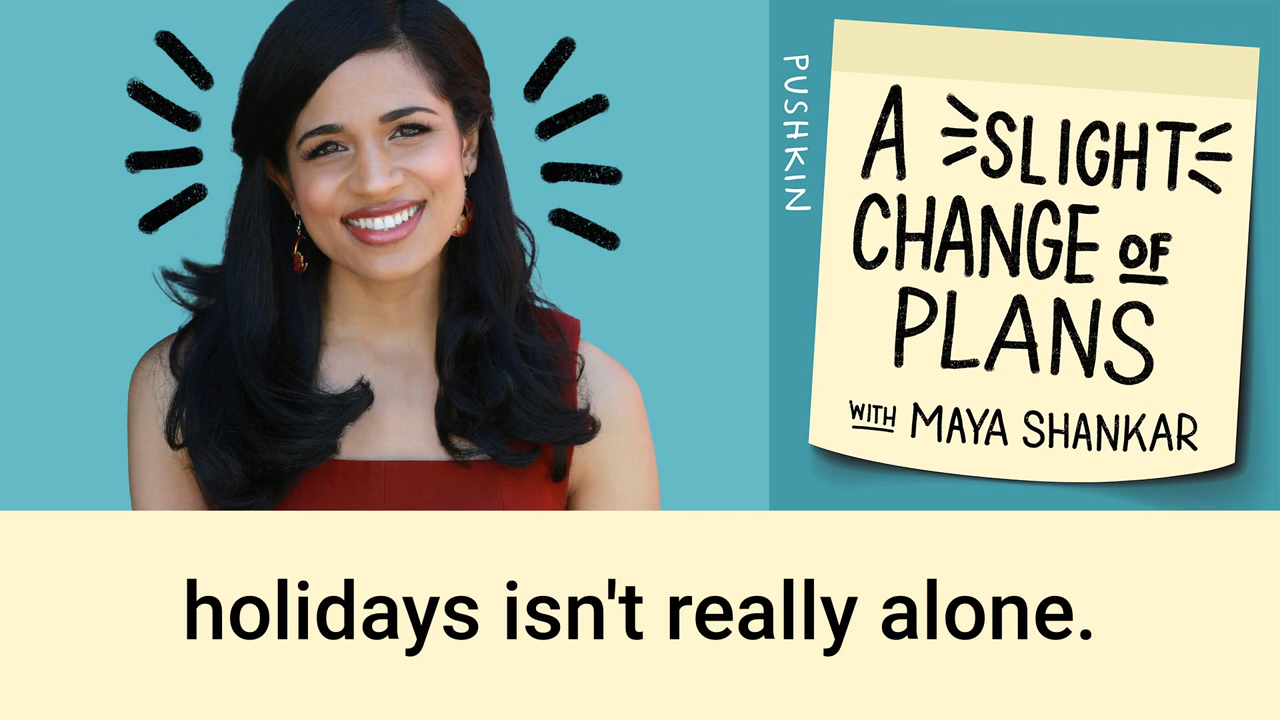 PUSHKIN
A SLIGHT
CHANGE OF
PLANS
WITH MAYA SHANKAR
holidays isn't really alone.